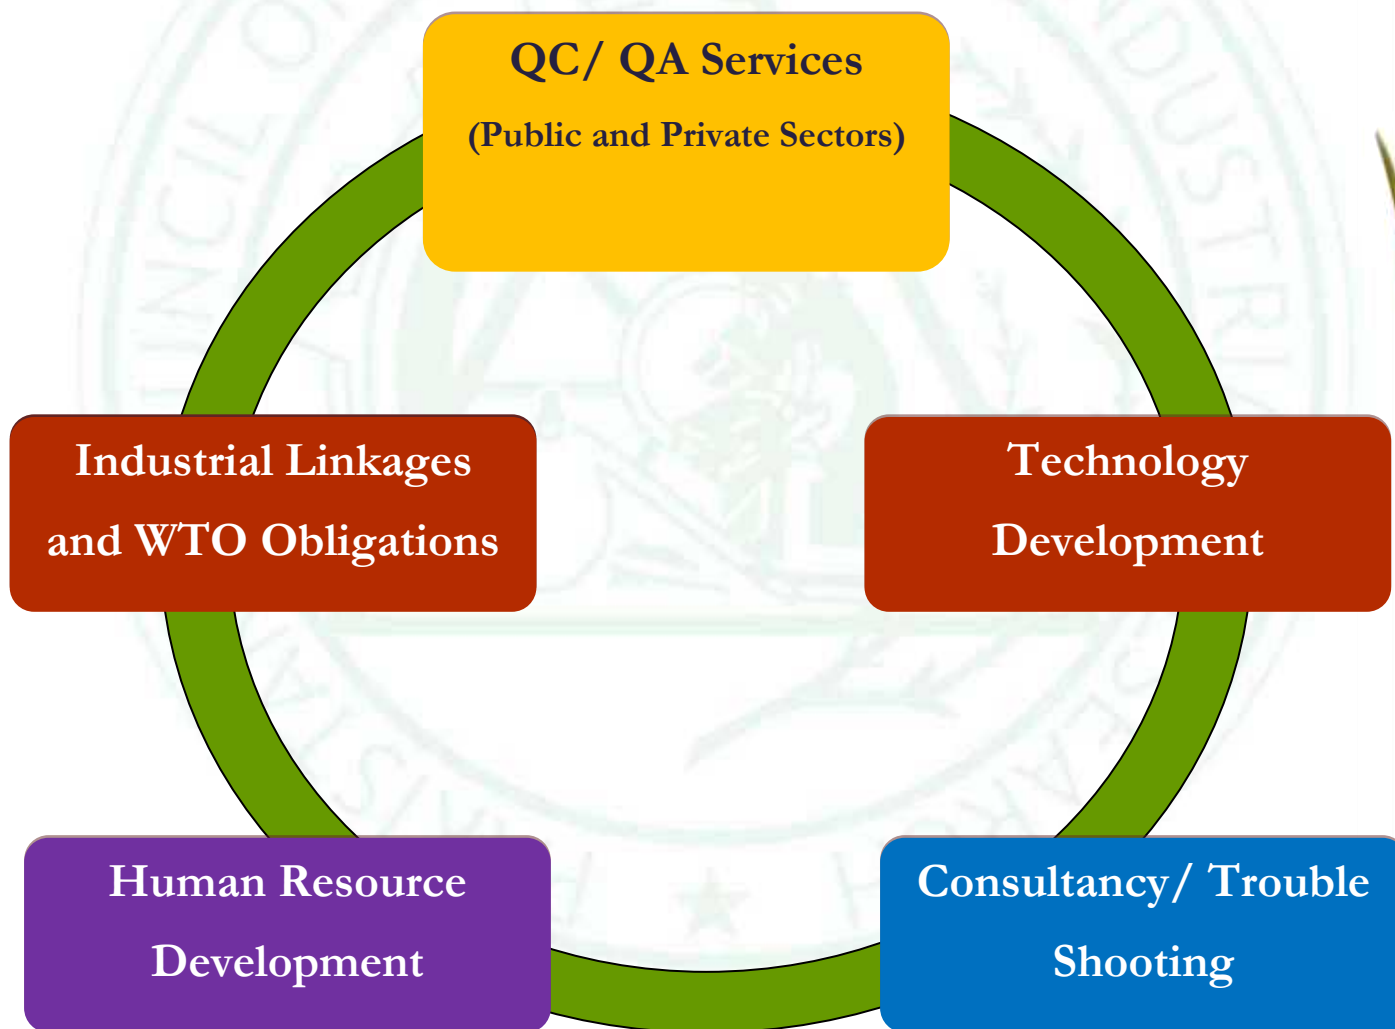 QC/ QA Services
(Public and Private Sectors)
Industrial Linkages
and WTO Obligations
Technology
Development
Human Resource
Development
Consultancy/ Trouble
Shooting